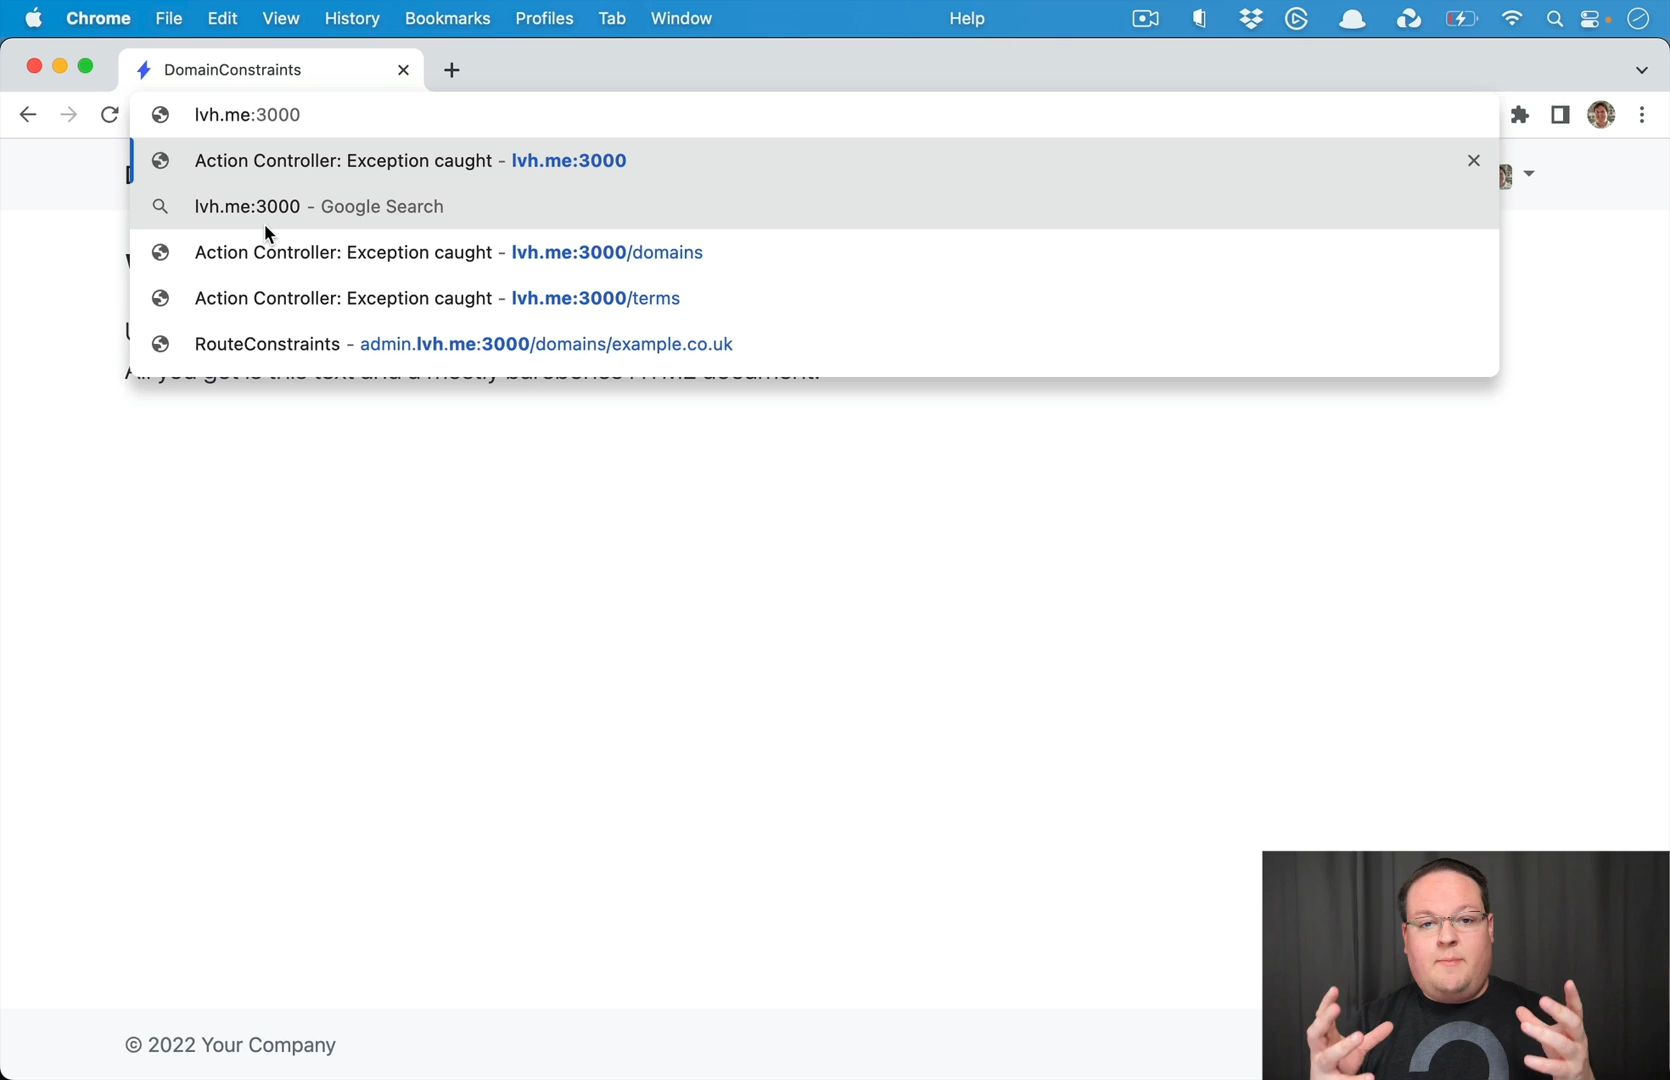 Chrome File Edit View History Bookmarks Profiles Tab Window Help
DomainConstraints
lvh.me:3000
Action Controller: Exception caught - lvh.me:3000
lvh.me:3000 - Google Search
Action Controller: Exception caught - lvh.me:3000/domains
Action Controller: Exception caught - lvh.me:3000/terms
RouteConstraints - admin.lvh.me:3000/domains/example.co.uk
© 2022 Your Company